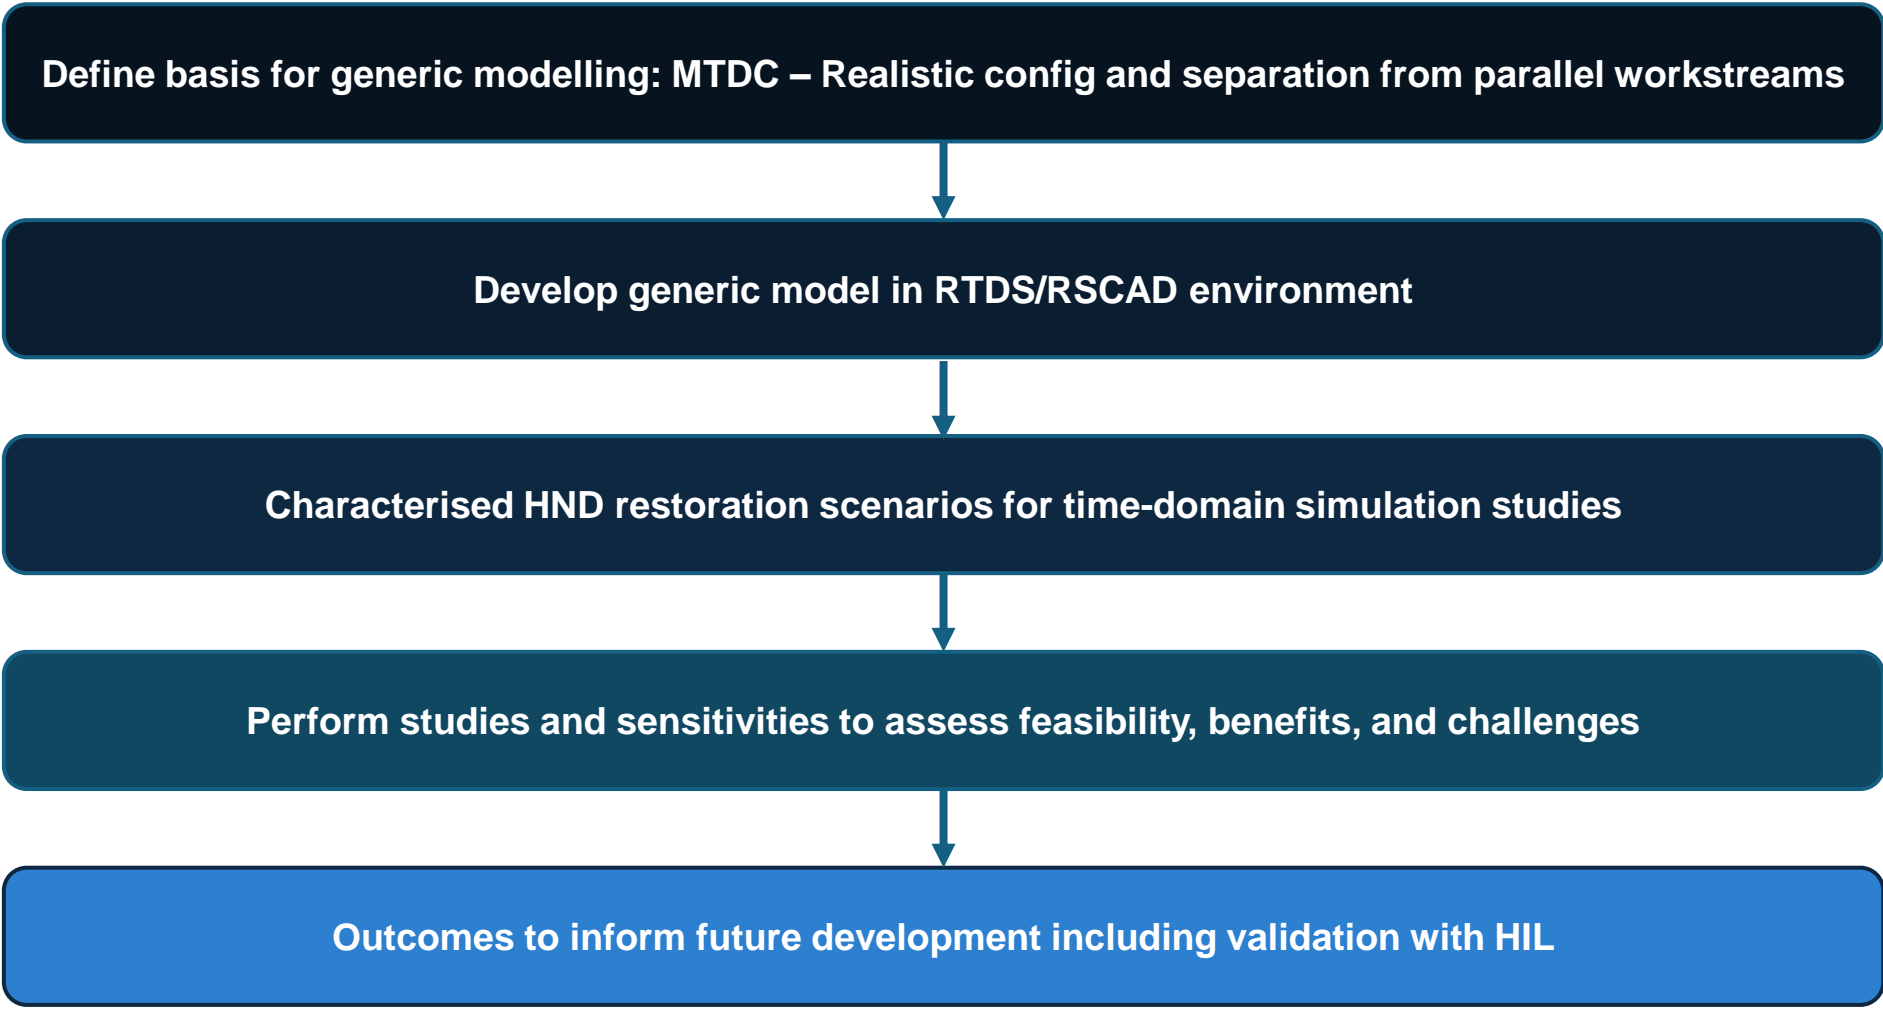 Define basis for generic modelling: MTDC – Realistic config and separation from parallel workstreams
Develop generic model in RTDS/RSCAD environment
Characterised HND restoration scenarios for time-domain simulation studies
Perform studies and sensitivities to assess feasibility, benefits, and challenges
Outcomes to inform future development including validation with HIL